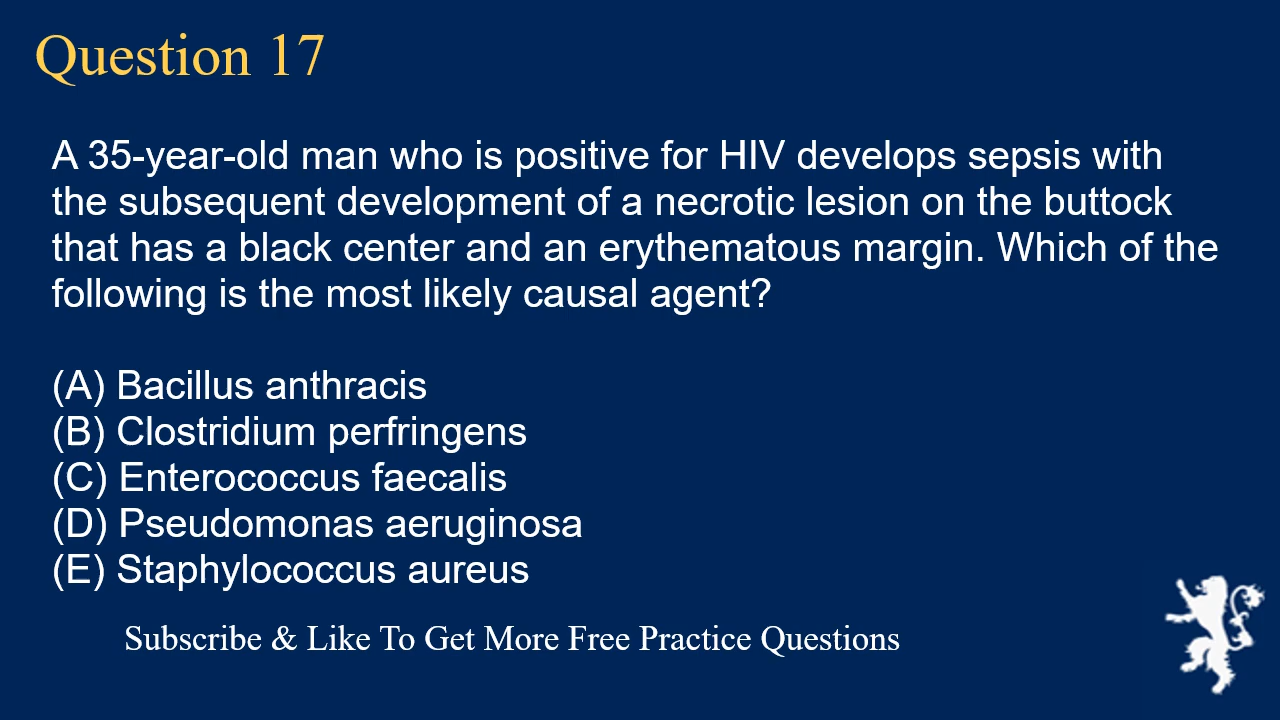 Question 17
A 35-year-old man who is positive for HIV develops sepsis with
the subsequent development of a necrotic lesion on the buttock
that has a black center and an erythematous margin. Which of the
following is the most likely causal agent?
(A) Bacillus anthracis
(B) Clostridium perfringens
(C) Enterococcus faecalis
(D) Pseudomonas aeruginosa
(E) Staphylococcus aureus
Subscribe & Like To Get More Free Practice Questions